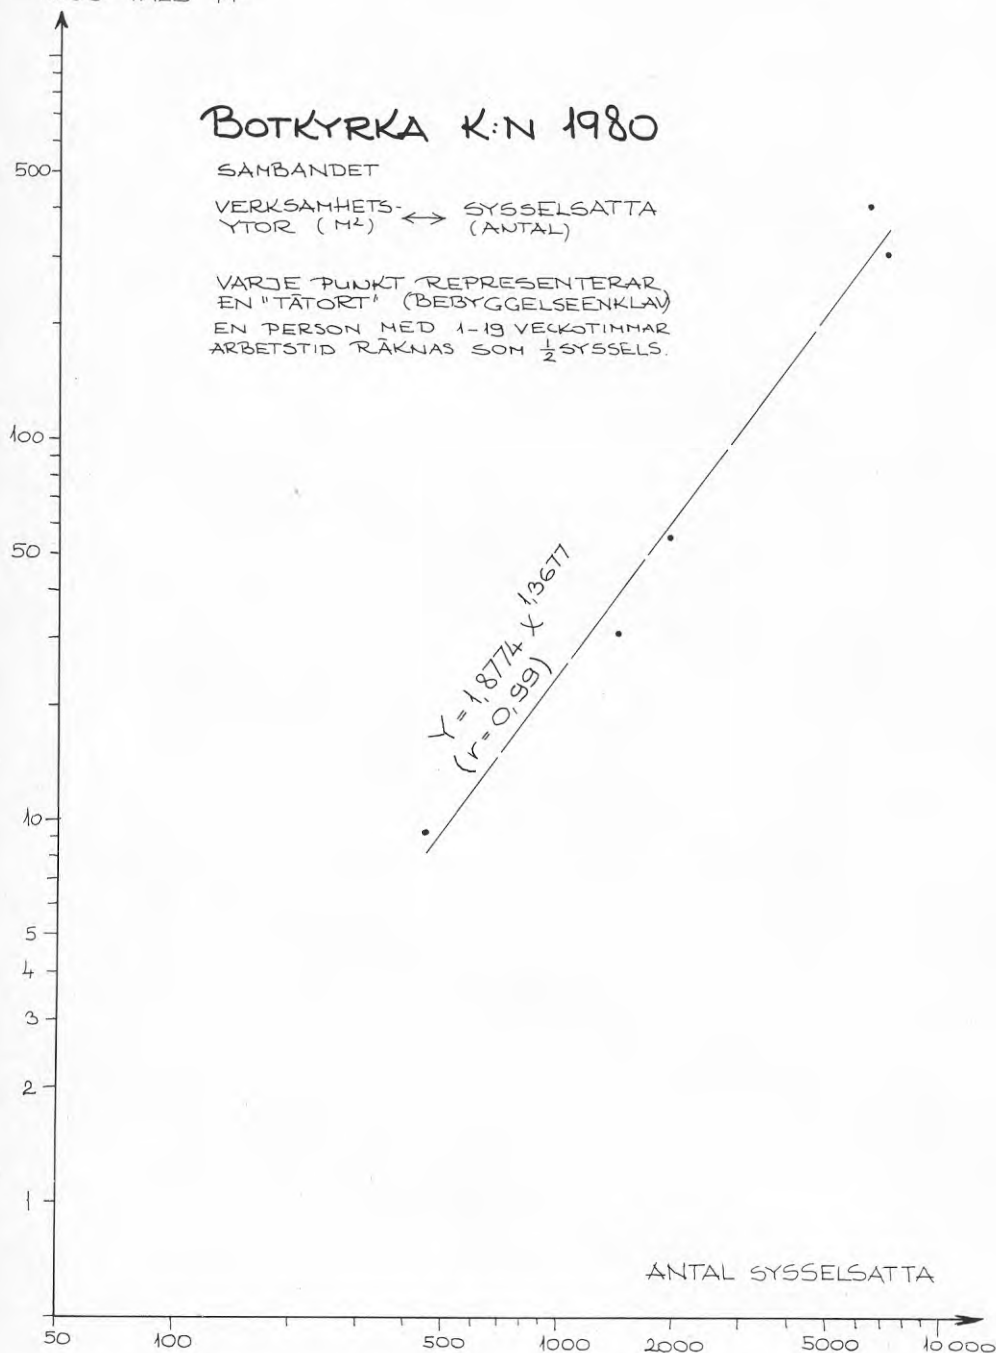 BOTKYRKA K:N 1980
SAMBANDET
VERKSAMHETS- ↔ SYSSELSATTA
YTOR (M²) (ANTAL)
VARJE PUNKT REPRESENTERAR
EN "TÄTORT" (BEBYGGELSEENKLAV)
EN PERSON MED 1-19 VECKOTIMMAR
ARBETSTID RÄKNAS SOM ½ SYSSELS.
500
100
50
10
5
4
3
2
1
Y = 1,8774 X^1,3677
(r = 0,99)
ANTAL SYSSELSATTA
50 100 500 1000 2000 5000 10000